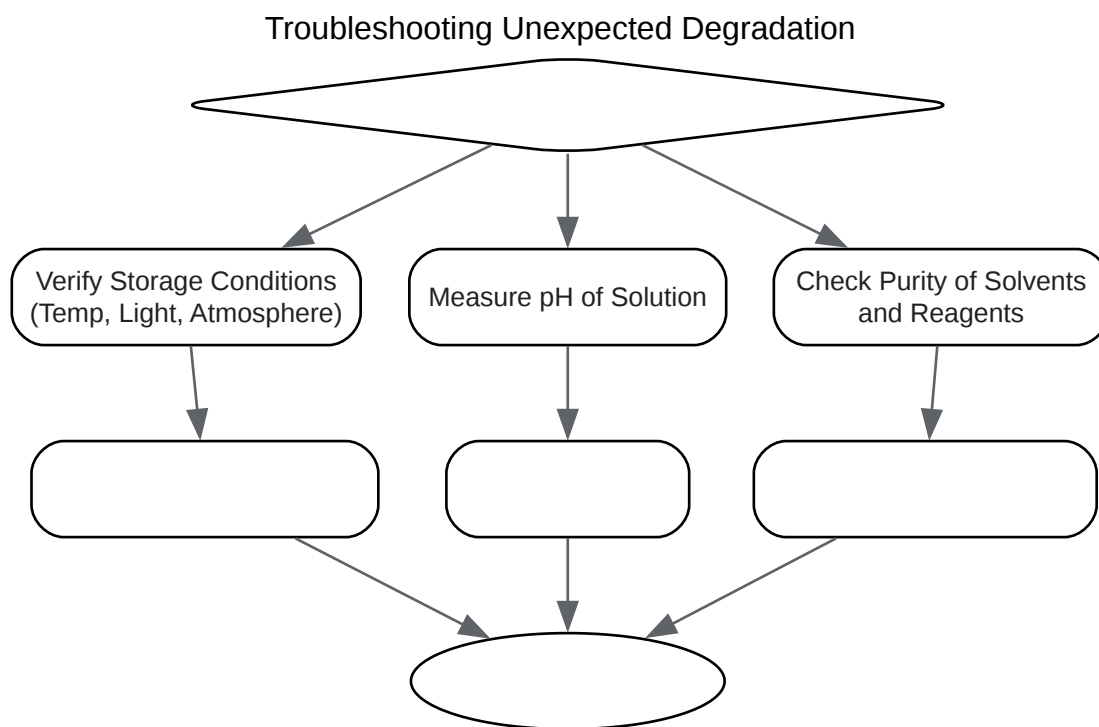 Troubleshooting Unexpected Degradation
Verify Storage Conditions
(Temp, Light, Atmosphere)
Measure pH of Solution
Check Purity of Solvents
and Reagents